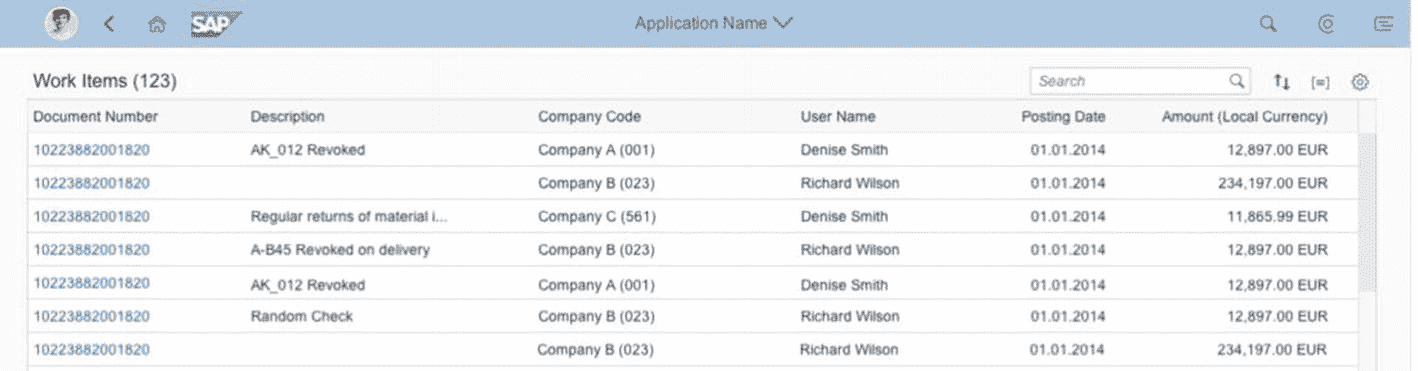 SAP Application Name
Work Items (123) Search [=]
Document Number Description Company Code User Name Posting Date Amount (Local Currency)
10223882001820 AK_012 Revoked Company A (001) Denise Smith 01.01.2014 12,897.00 EUR
10223882001820 Company B (023) Richard Wilson 01.01.2014 234,197.00 EUR
10223882001820 Regular returns of material i... Company C (561) Denise Smith 01.01.2014 11,865.99 EUR
10223882001820 A-B45 Revoked on delivery Company B (023) Richard Wilson 01.01.2014 12,897.00 EUR
10223882001820 AK_012 Revoked Company A (001) Denise Smith 01.01.2014 12,897.00 EUR
10223882001820 Random Check Company B (023) Richard Wilson 01.01.2014 12,897.00 EUR
10223882001820 Company B (023) Richard Wilson 01.01.2014 234,197.00 EUR